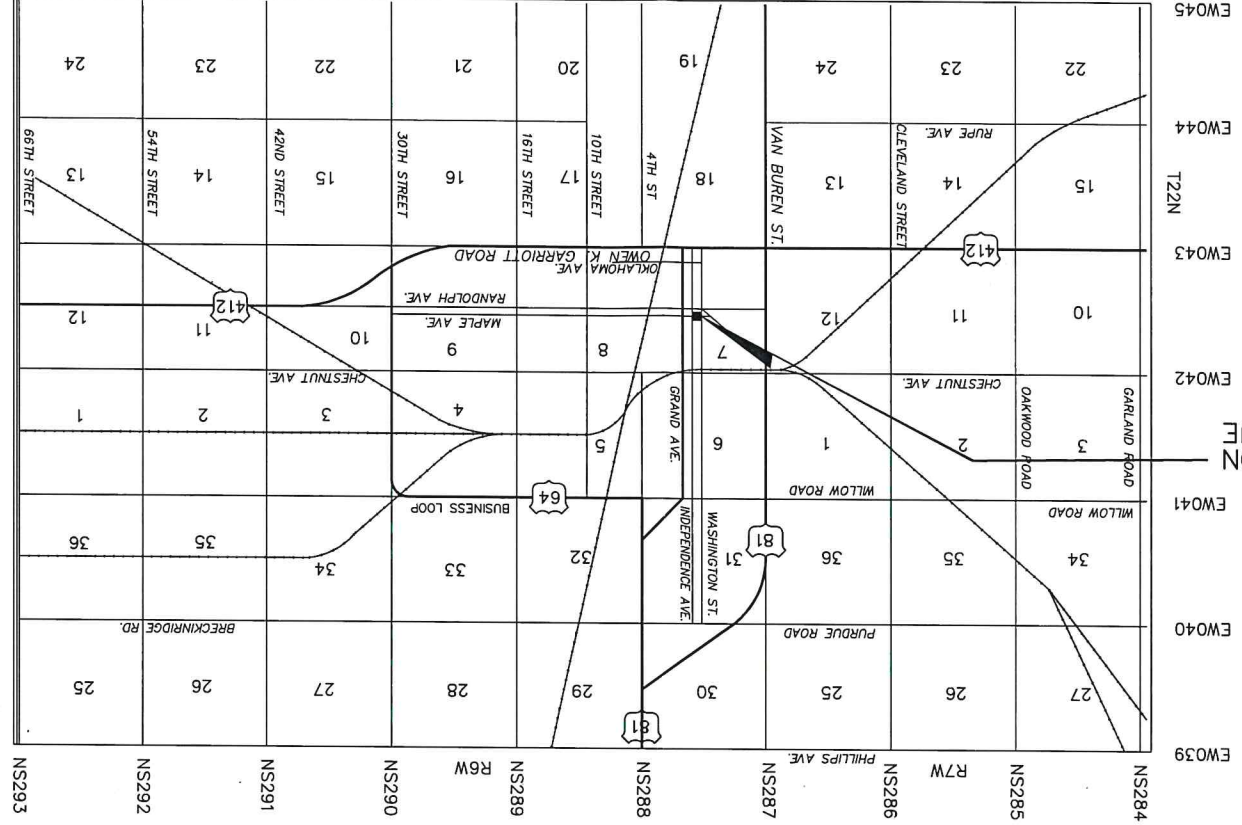 NS284
NS285
R7W
NS286
NS287
NS288
NS289
R6W
NS290
NS291
NS292
NS293
EW039
PHILLIPS AVE.
81
27 26 25 30 29 28 27 26 25
EW040
PURDUE ROAD
BRECKINRIDGE RD.
34 35 36 31 32 33 34 35 36
81
WASHINGTON ST.
INDEPENDENCE AVE.
EW041
WILLOW ROAD
WILLOW ROAD
64
BUSINESS LOOP
3 2 1 6 5 4 3 2 1
GARLAND ROAD
OAKWOOD ROAD
GRAND AVE.
EW042
CHESTNUT AVE.
CHESTNUT AVE.
10 11 12 7 8 9 10 11 12
MAPLE AVE.
RANDOLPH AVE.
412
OKLAHOMA AVE.
OWEN K. GARRIOTT ROAD
EW043
412
T22N
15 14 13 18 17 16 15 14 13
CLEVELAND STREET
VAN BUREN ST.
4TH ST
10TH STREET
16TH STREET
30TH STREET
42ND STREET
54TH STREET
66TH STREET
EW044
RUPE AVE.
22 23 24 19 20 21 22 23 24
EW045